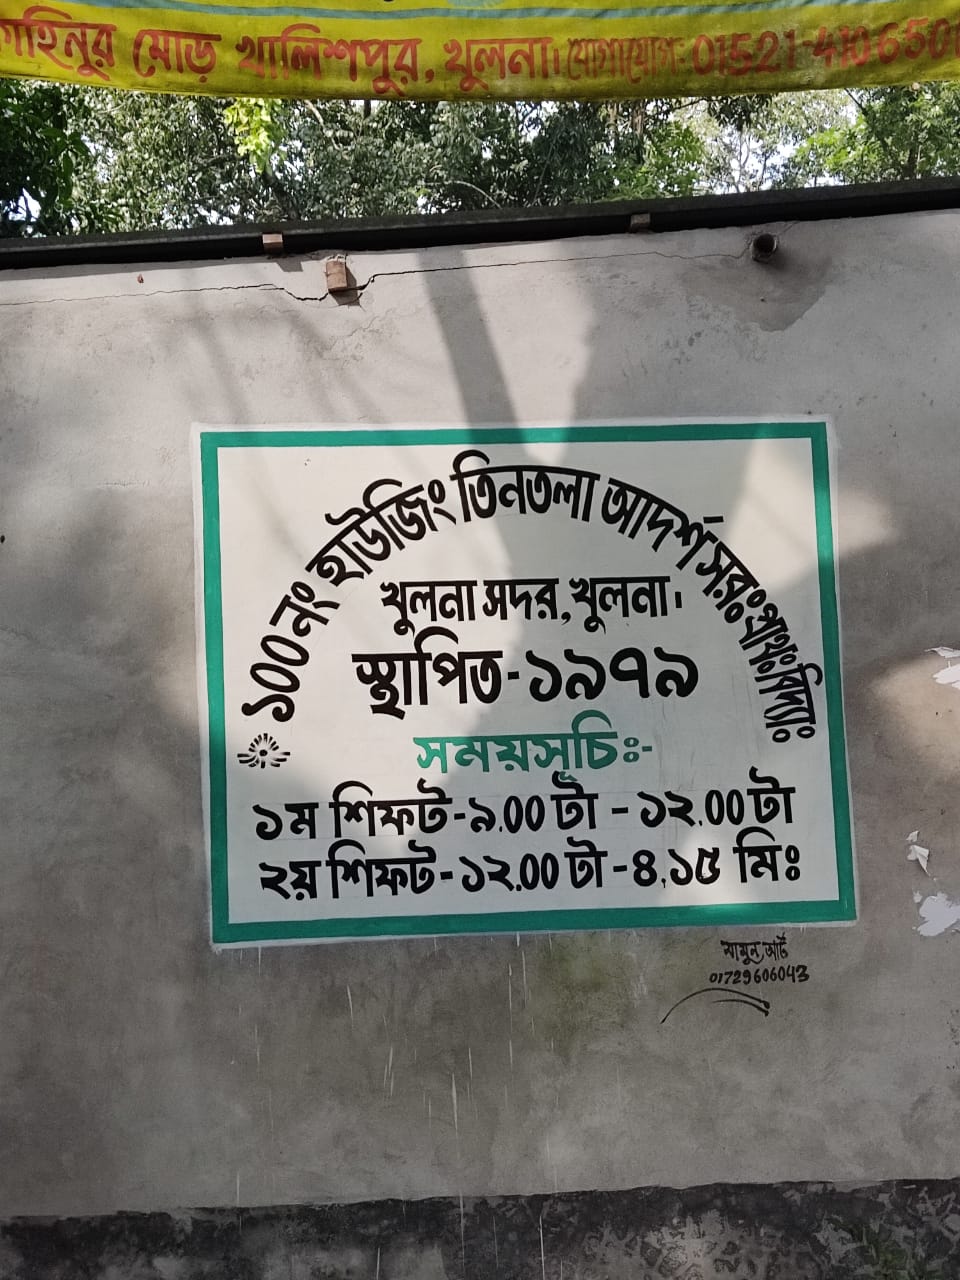 মোড় খালিশপুর, খুলনা। যোগাযোগ: 01521-410650
১০০ নং হাউজিং তিনতলা আদর্শ সরঃ প্রাথঃ বিদ্যাঃ
খুলনা সদর, খুলনা।
স্থাপিত-১৯৭৯
সময়সূচিঃ-
১ম শিফট-৯.০০ টা - ১২.০০ টা
২য় শিফট-১২.০০ টা -৪.১৫ মিঃ
মামুন আর্ট
01729606043